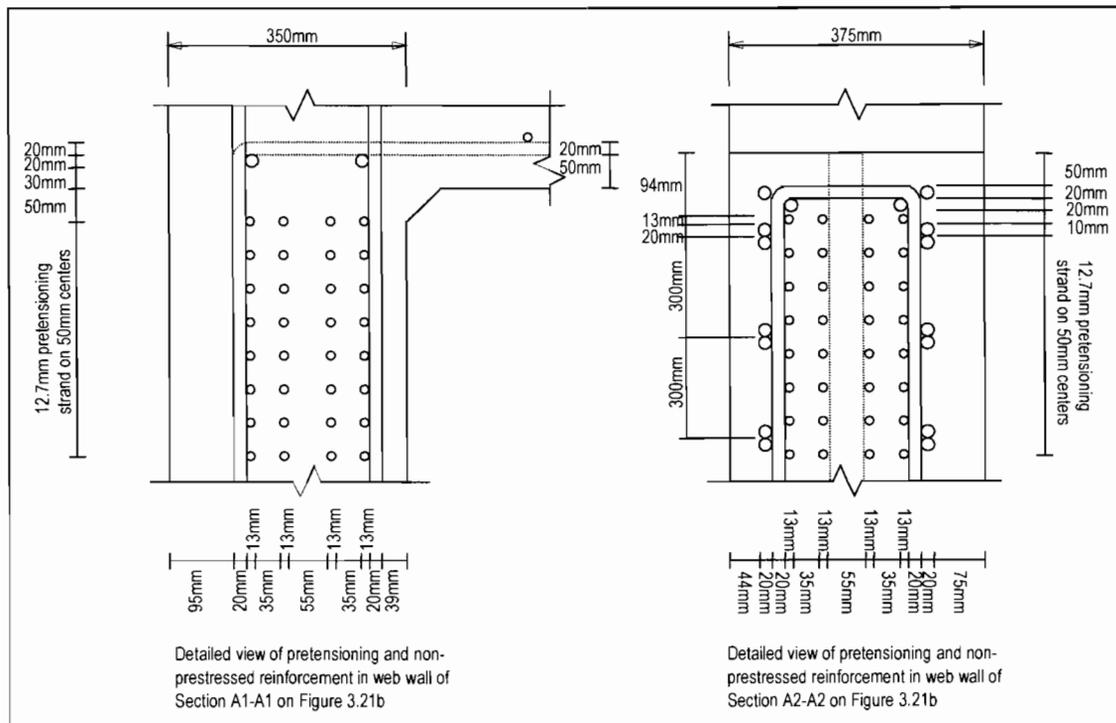 350mm
375mm
20mm
20mm
30mm
50mm
20mm
50mm
94mm
13mm
20mm
300mm
300mm
50mm
20mm
20mm
10mm
12.7mm pretensioning
strand on 50mm centers
12.7mm pretensioning
strand on 50mm centers
13mm
13mm
13mm
13mm
95mm
20mm
35mm
55mm
35mm
20mm
39mm
13mm
13mm
13mm
13mm
44mm
20mm
20mm
35mm
55mm
35mm
20mm
20mm
75mm
Detailed view of pretensioning and non-
prestressed reinforcement in web wall of
Section A1-A1 on Figure 3.21b
Detailed view of pretensioning and non-
prestressed reinforcement in web wall of
Section A2-A2 on Figure 3.21b